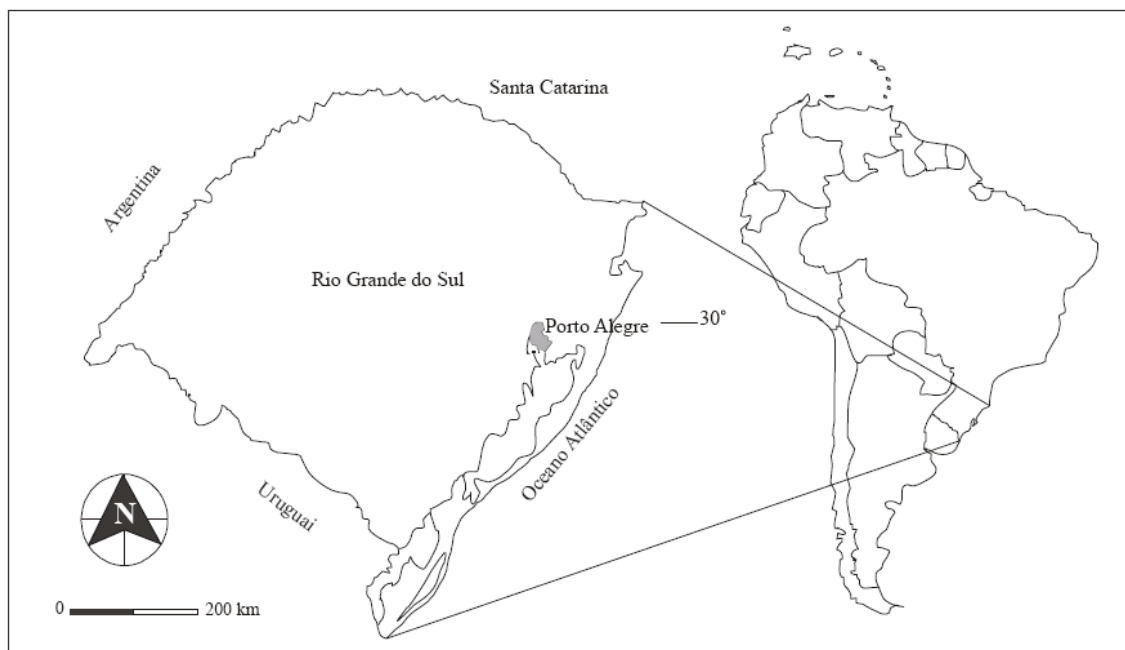 Santa Catarina
Argentina
Rio Grande do Sul
Porto Alegre
30°
Oceano Atlântico
Uruguai
N
0
200 km